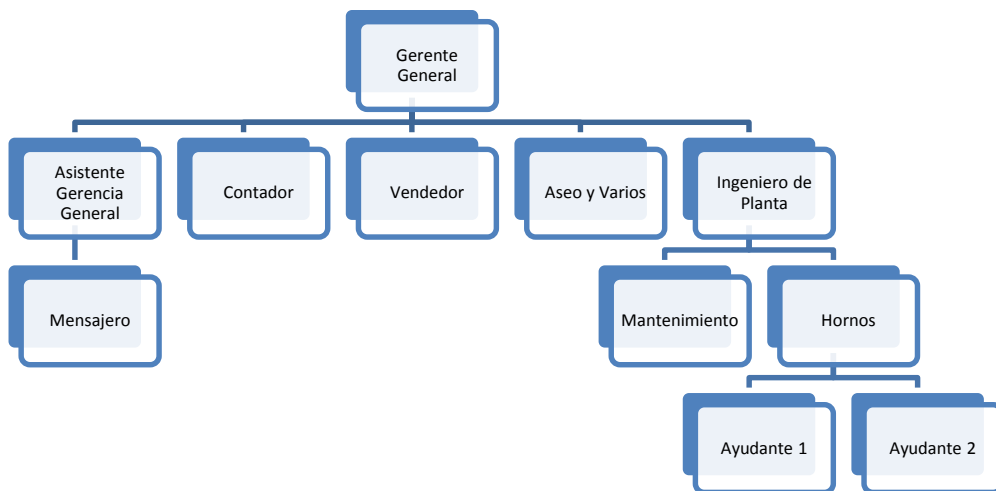 Gerente
General
Asistente
Gerencia
General
Contador
Vendedor
Aseo y Varios
Ingeniero de
Planta
Mensajero
Mantenimiento
Hornos
Ayudante 1
Ayudante 2